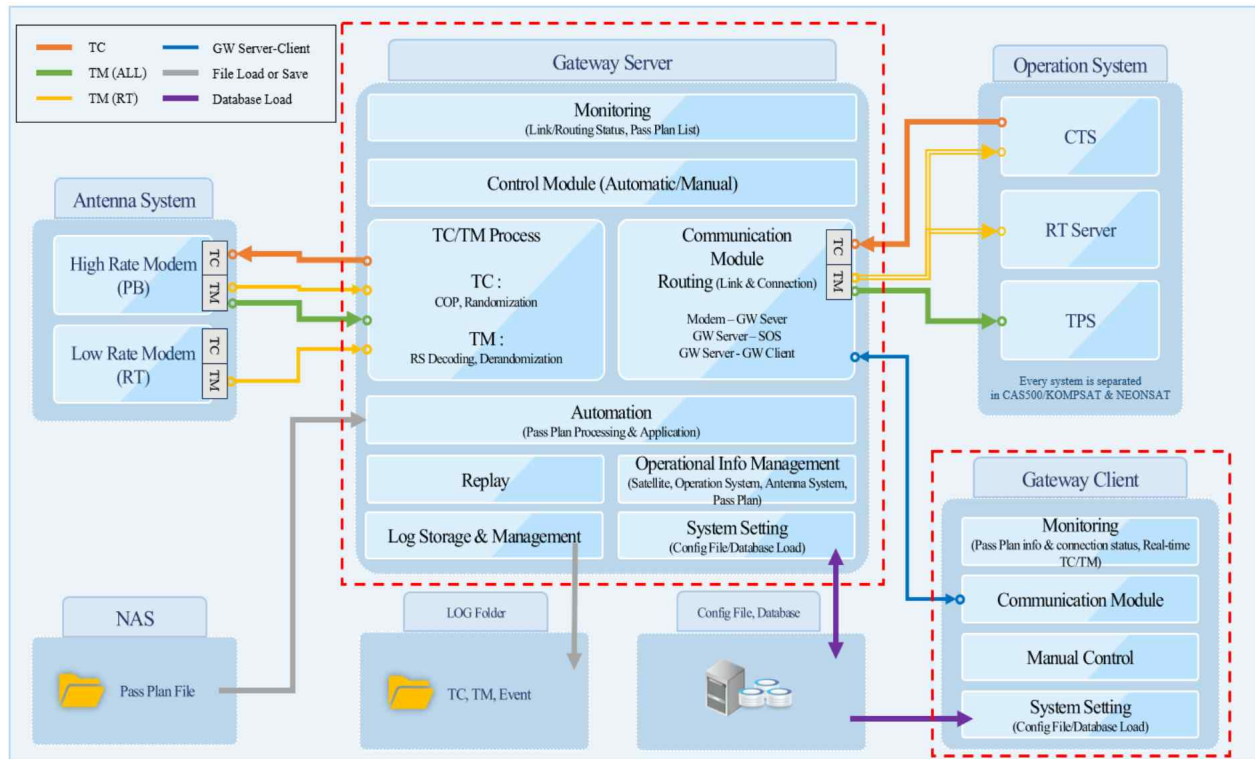 TC
TM (ALL)
TM (RT)
GW Server-Client
File Load or Save
Database Load
Gateway Server
Monitoring
(Link/Routing Status, Pass Plan List)
Control Module (Automatic/Manual)
TC/TM Process
TC :
COP, Randomization
TM :
RS Decoding, Derandomization
Communication
Module
Routing (Link & Connection)
Modem – GW Sever
GW Server – SOS
GW Server - GW Client
TC
TM
Automation
(Pass Plan Processing & Application)
Replay
Operational Info Management
(Satellite, Operation System, Antenna System,
Pass Plan)
Log Storage & Management
System Setting
(Config File/Database Load)
Antenna System
High Rate Modem
(PB)
TC
TM
Low Rate Modem
(RT)
TC
TM
Operation System
CTS
RT Server
TPS
Every system is separated
in CAS500/KOMPSAT & NEONSAT
Gateway Client
Monitoring
(Pass Plan info & connection status, Real-time
TC/TM)
Communication Module
Manual Control
System Setting
(Config File/Database Load)
NAS
Pass Plan File
LOG Folder
TC, TM, Event
Config File, Database